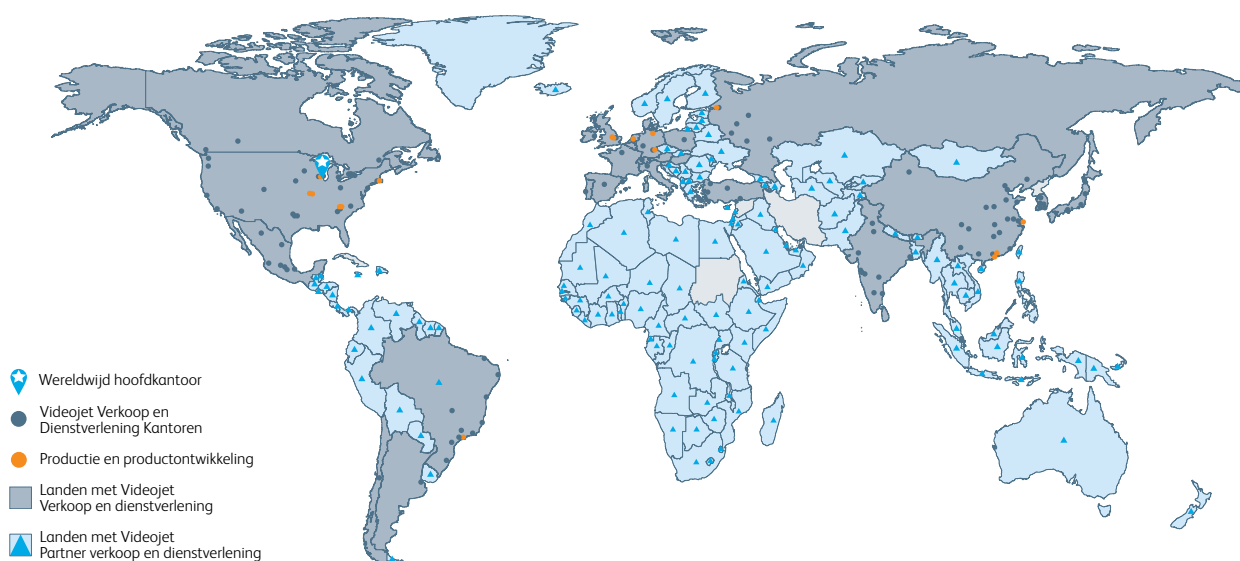 Wereldwijd hoofdkantoor
Videojet Verkoop en
Dienstverlening Kantoren
Productie en productontwikkeling
Landen met Videojet
Verkoop en dienstverlening
Landen met Videojet
Partner verkoop en dienstverlening